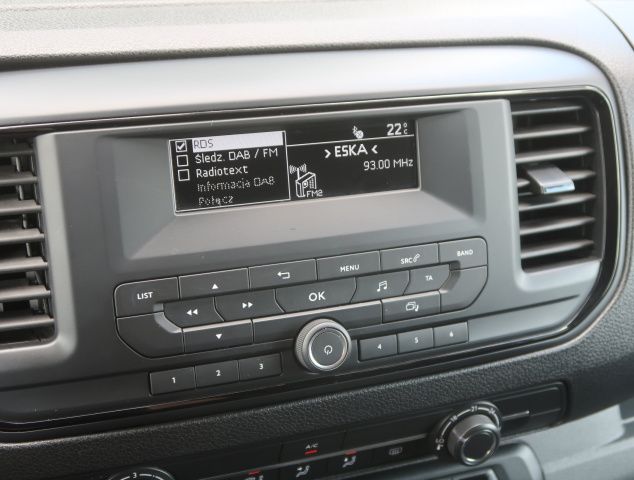 RDS
Śledz. DAB / FM
Radiotext
Informacja DAB
Połącz
22 °C
> ESKA <
93.00 MHz
FM2
LIST
MENU
SRC
BAND
OK
TA
1 2 3
4 5 6
A/C
21